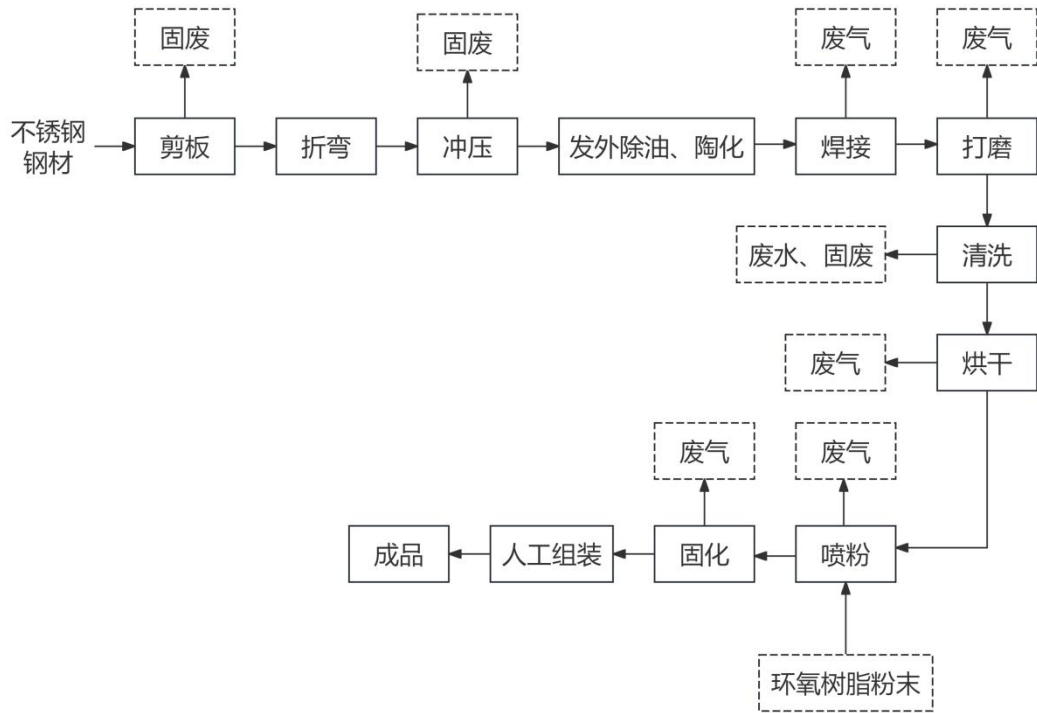 固废
固废
废气
废气
不锈钢
钢材
剪板
折弯
冲压
发外除油、陶化
焊接
打磨
废水、固废
清洗
废气
烘干
废气
废气
成品
人工组装
固化
喷粉
环氧树脂粉末